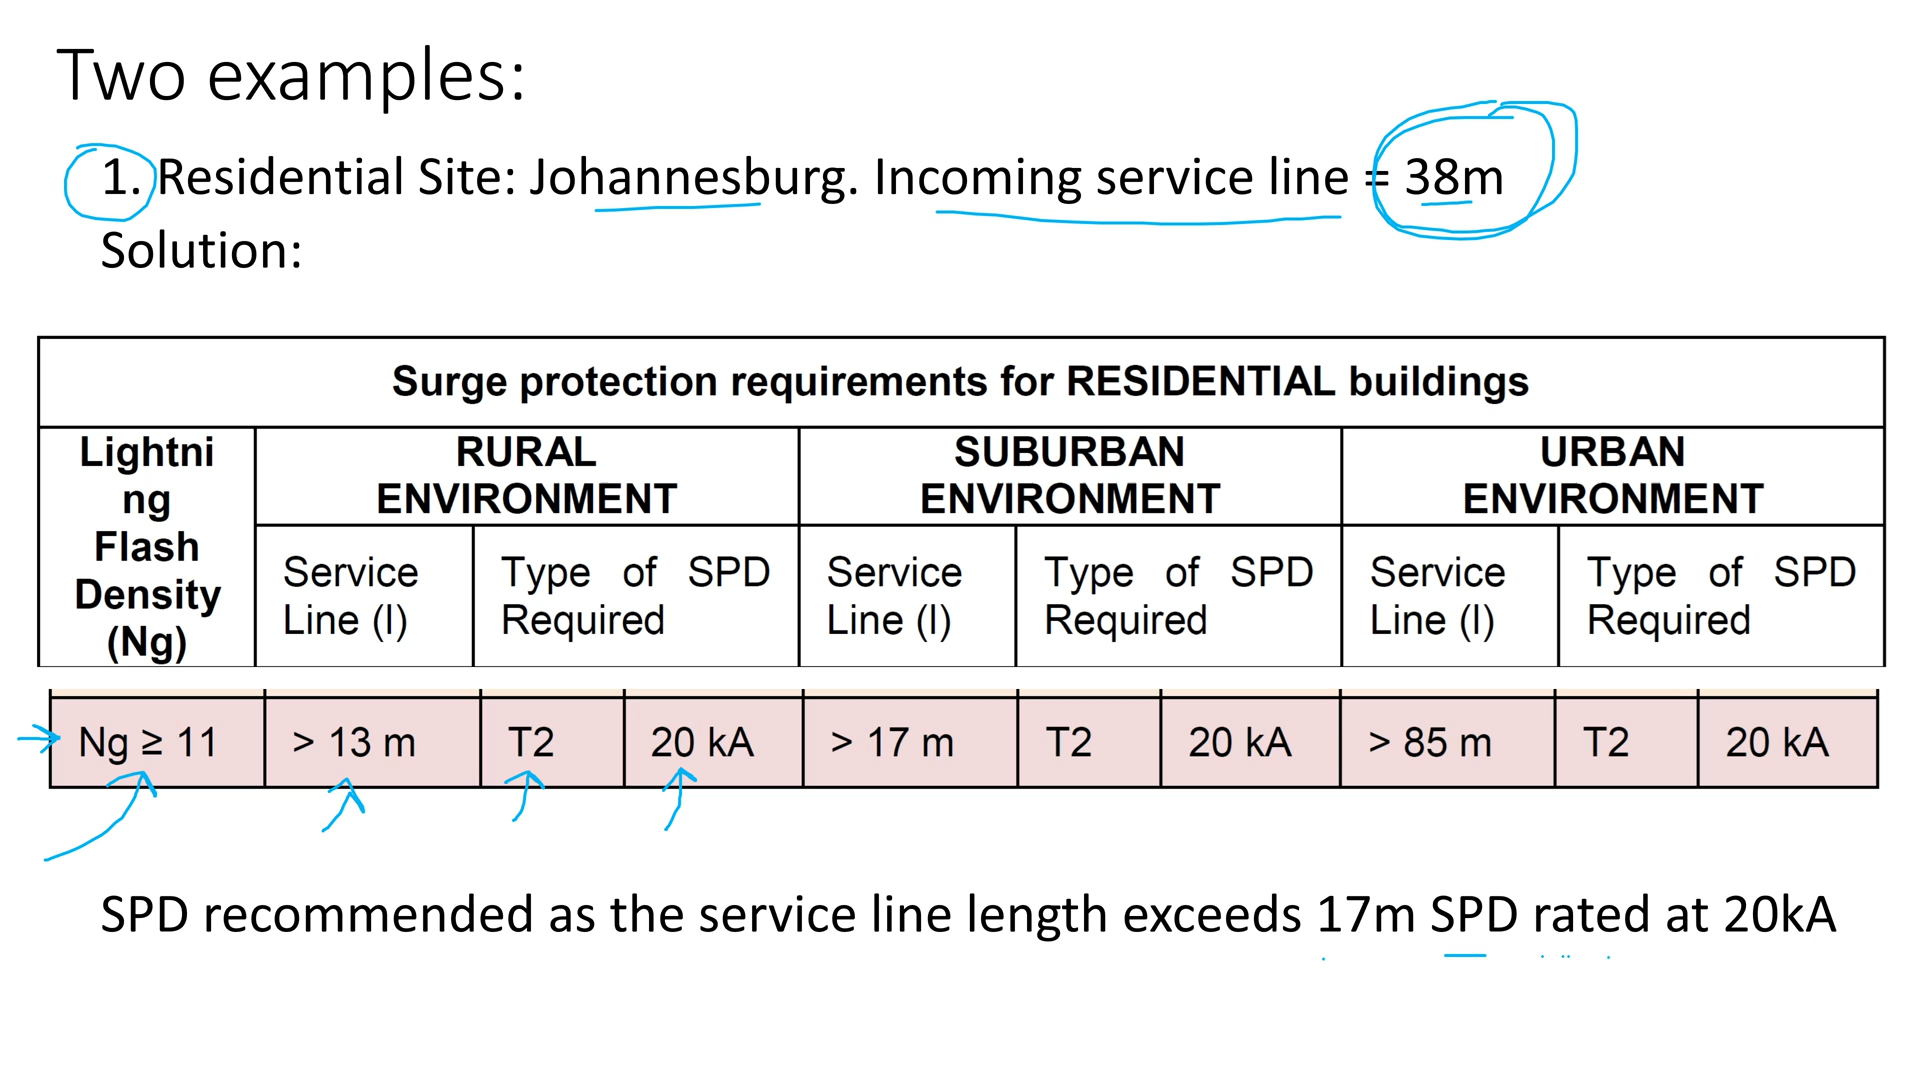 Two examples:
1. Residential Site: Johannesburg. Incoming service line = 38m
Solution:
Surge protection requirements for RESIDENTIAL buildings
Lightni
ng
Flash
Density
(Ng)
RURAL
ENVIRONMENT
SUBURBAN
ENVIRONMENT
URBAN
ENVIRONMENT
Service
Line (l)
Type of SPD
Required
Service
Line (l)
Type of SPD
Required
Service
Line (l)
Type of SPD
Required
Ng ≥ 11 > 13 m T2 20 kA > 17 m T2 20 kA > 85 m T2 20 kA
SPD recommended as the service line length exceeds 17m SPD rated at 20kA